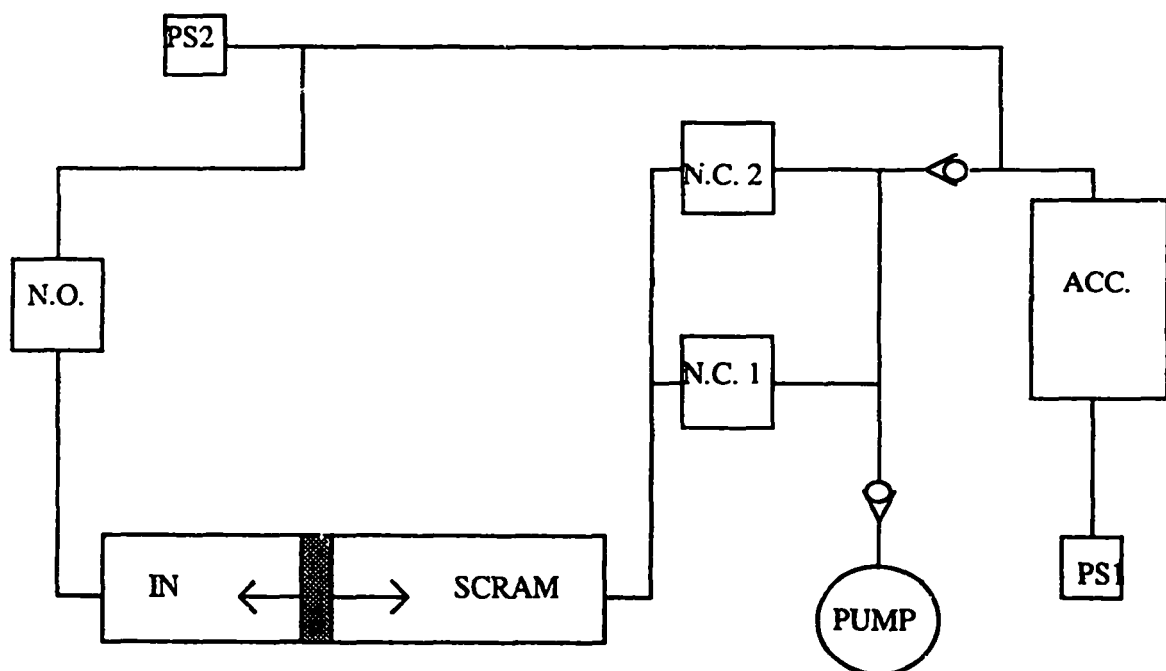 PS2
N.C. 2
N.O.
ACC.
N.C. 1
PS1
IN
SCRAM
PUMP